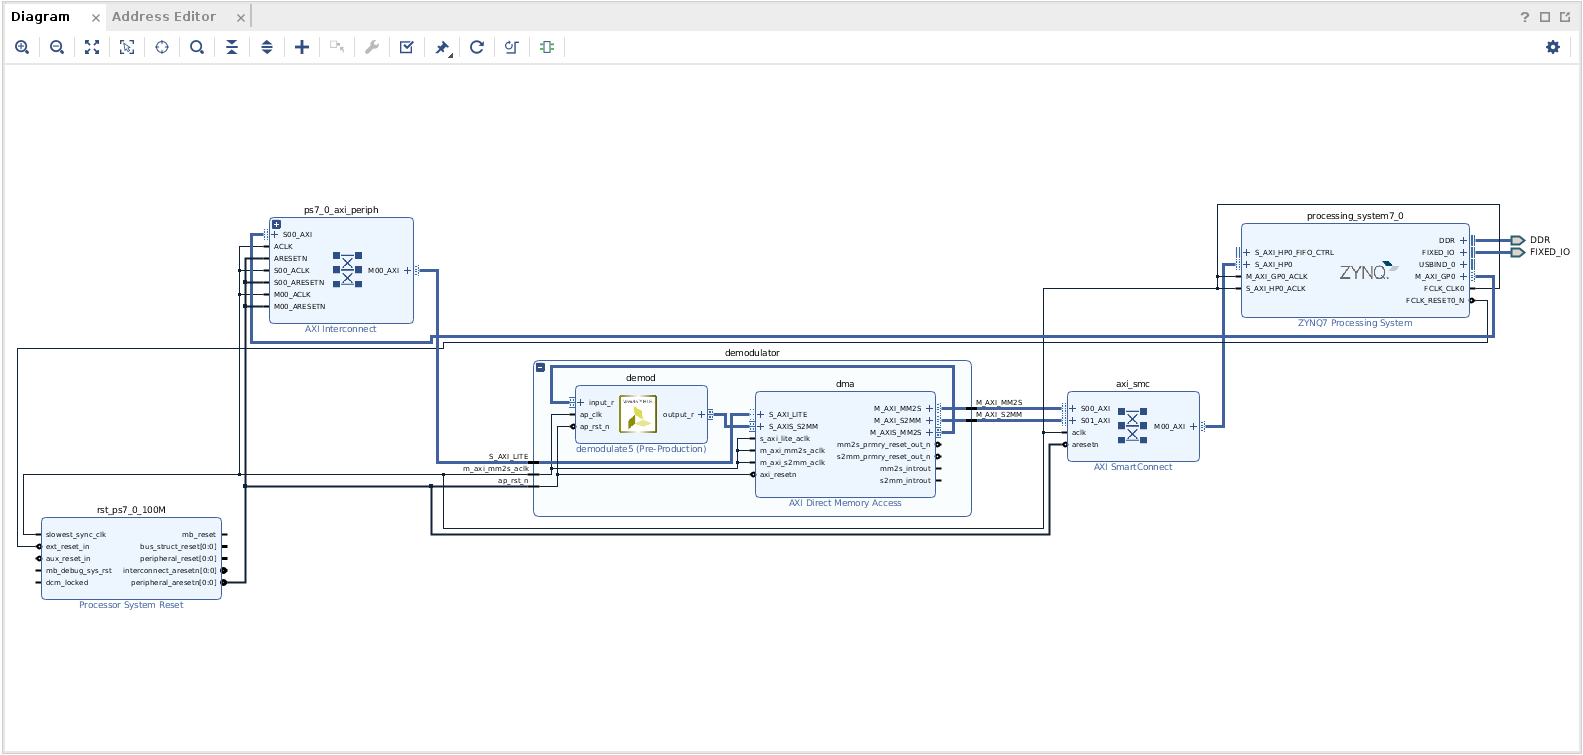 Diagram
Address Editor
ps7_0_axi_periph
S00_AXI
ACLK
ARESETN
S00_ACLK
S00_ARESETN
M00_ACLK
M00_ARESETN
M00_AXI
AXI Interconnect
processing_system7_0
S_AXI_HP0_FIFO_CTRL
S_AXI_HP0
M_AXI_GP0_ACLK
S_AXI_HP0_ACLK
ZYNQ
DDR
FIXED_IO
USBIND_0
M_AXI_GP0
FCLK_CLK0
FCLK_RESET0_N
ZYNQ7 Processing System
DDR
FIXED_IO
demodulator
demod
input_r
ap_clk
ap_rst_n
output_r
demodulate5 (Pre-Production)
dma
S_AXI_LITE
S_AXIS_S2MM
s_axi_lite_aclk
m_axi_mm2s_aclk
m_axi_s2mm_aclk
axi_resetn
M_AXI_MM2S
M_AXI_S2MM
M_AXIS_MM2S
mm2s_prmry_reset_out_n
s2mm_prmry_reset_out_n
mm2s_introut
s2mm_introut
AXI Direct Memory Access
S_AXI_LITE
m_axi_mm2s_aclk
ap_rst_n
M_AXI_MM2S
M_AXI_S2MM
axi_smc
S00_AXI
S01_AXI
aclk
aresetn
M00_AXI
AXI SmartConnect
rst_ps7_0_100M
slowest_sync_clk
ext_reset_in
aux_reset_in
mb_debug_sys_rst
dcm_locked
mb_reset
bus_struct_reset[0:0]
peripheral_reset[0:0]
interconnect_aresetn[0:0]
peripheral_aresetn[0:0]
Processor System Reset